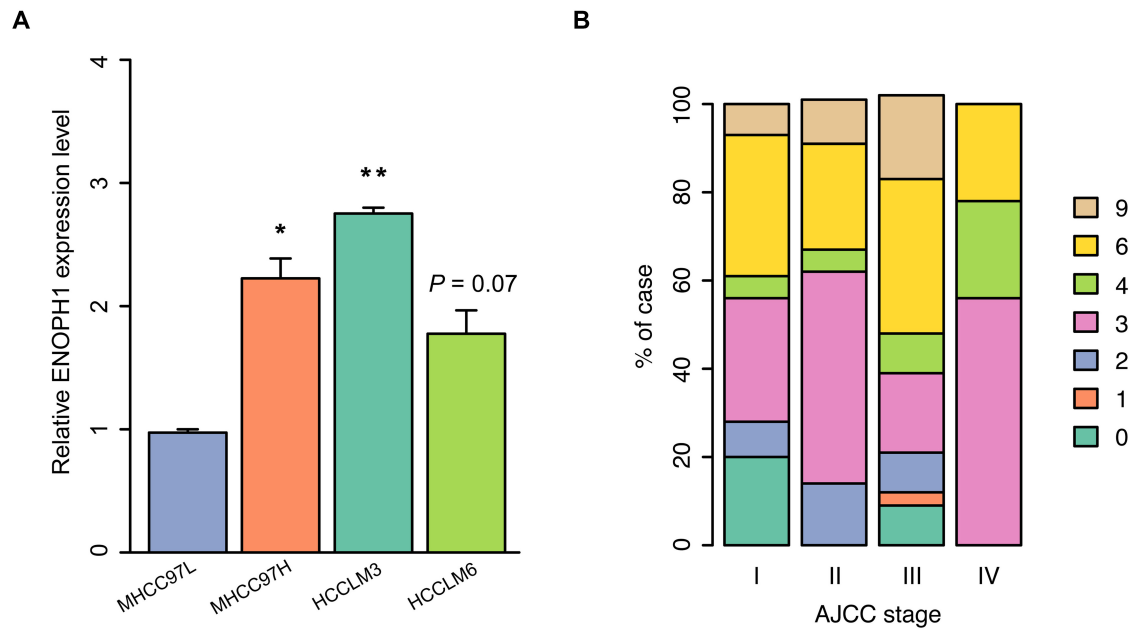 A
Relative ENOPH1 expression level
4
3
2
1
0
*
**
P = 0.07
MHCC97L
MHCC97H
HCCLM3
HCCLM6
B
% of case
100
80
60
40
20
0
I
II
III
IV
AJCC stage
9
6
4
3
2
1
0